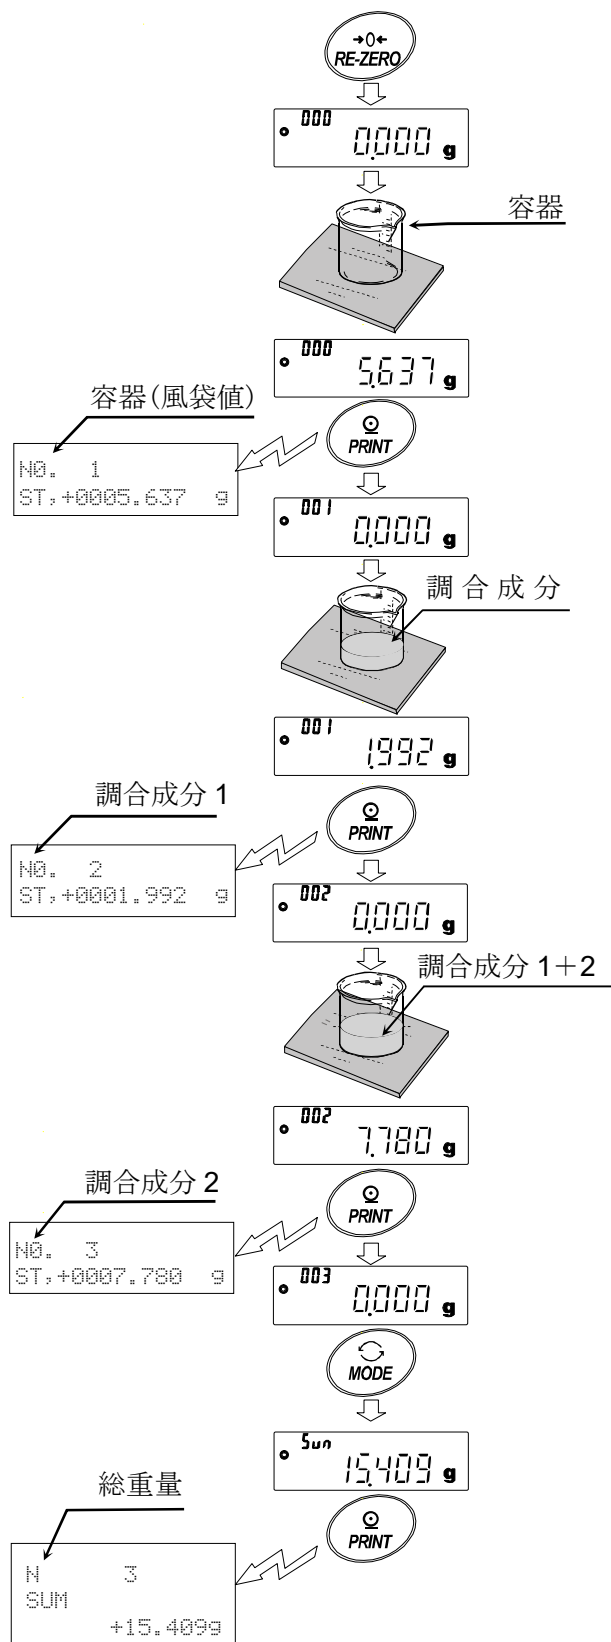 →0←
RE-ZERO
000
0.000 g
容器
000
5.637 g
容器(風袋値)
PRINT
N0. 1
ST,+0005.637 g
001
0.000 g
調合成分
001
1.992 g
調合成分 1
PRINT
N0. 2
ST,+0001.992 g
002
0.000 g
調合成分 1+2
002
7.780 g
調合成分 2
PRINT
N0. 3
ST,+0007.780 g
003
0.000 g
MODE
Sun
15.409 g
総重量
PRINT
N 3
SUM
+15.409g